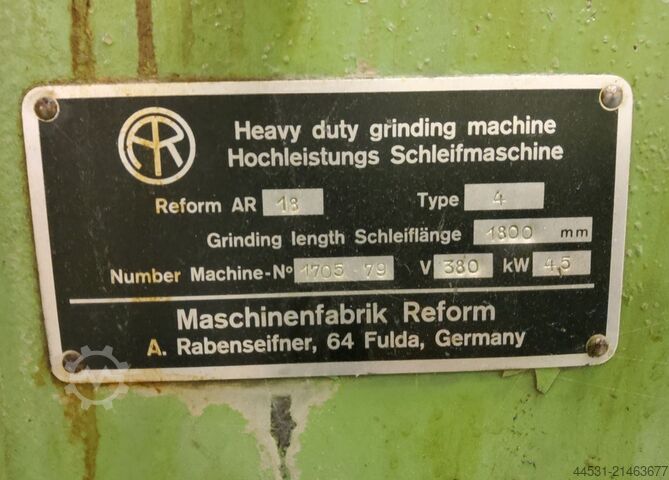 AR
Heavy duty grinding machine
Hochleistungs Schleifmaschine
Reform AR 18 Type 4
Grinding length Schleiflänge 1800 mm
Number Machine-No 1705 79 V 380 kW 4,5
Maschinenfabrik Reform
A. Rabenseifner, 64 Fulda, Germany
44531-21463677